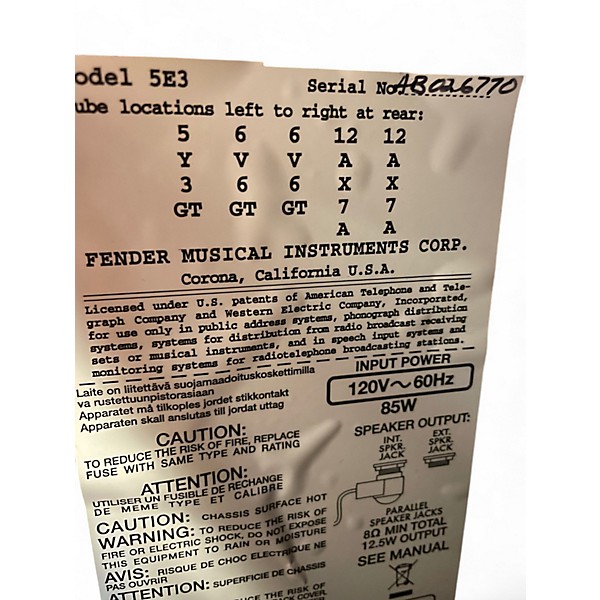 odel 5E3 Serial No. AB026770
ube locations left to right at rear:
5 6 6 12 12
Y V V A A
3 6 6 X X
GT GT GT 7 7
A A
FENDER MUSICAL INSTRUMENTS CORP.
Corona, California U.S.A.
Licensed under U.S. patents of American Telephone and Tele-
graph Company and Western Electric Company, Incorporated,
for use only in public address systems, phonograph distribution
systems, systems for distribution from radio broadcast receiving
sets or musical instruments, and in speech input systems and
monitoring systems for radiotelephone broadcasting stations.
Laite on liitettävä suojamaadoituskoskettimilla
va rustettuunpistorasiaan
Apparatet må tilkoples jordet stikkontakt
Apparaten skall anslutas till jordat uttag
CAUTION:
TO REDUCE THE RISK OF FIRE, REPLACE
FUSE WITH SAME TYPE AND RATING
ATTENTION:
UTILISER UN FUSIBLE DE RECHANGE
DE MEME TYPE ET CALIBRE
CAUTION: CHASSIS SURFACE HOT
WARNING: TO REDUCE THE RISK OF
FIRE OR ELECTRIC SHOCK, DO NOT EXPOSE
THIS EQUIPMENT TO RAIN OR MOISTURE
AVIS: RISQUE DE CHOC ELECTRIQUE NE
PAS OUVRIR
ATTENTION: SUPERFICIE DE CHASSIS
REDUCE THE RISK OF
COVER
INPUT POWER
120V~60Hz
85W
SPEAKER OUTPUT:
INT. EXT.
SPKR. SPKR.
JACK JACK
PARALLEL
SPEAKER JACKS
8Ω MIN TOTAL
12.5W OUTPUT
SEE MANUAL